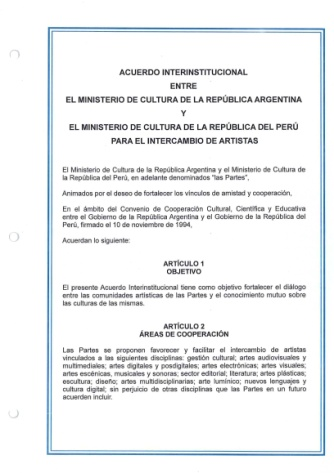 ACUERDO INTERINSTITUCIONAL
ENTRE
EL MINISTERIO DE CULTURA DE LA REPÚBLICA ARGENTINA
Y
EL MINISTERIO DE CULTURA DE LA REPÚBLICA DEL PERÚ
PARA EL INTERCAMBIO DE ARTISTAS
El Ministerio de Cultura de la República Argentina y el Ministerio de Cultura de
la República del Perú, en adelante denominados "las Partes",
Animados por el deseo de fortalecer los vínculos de amistad y cooperación,
En el ámbito del Convenio de Cooperación Cultural, Científica y Educativa
entre el Gobierno de la República Argentina y el Gobierno de la República del
Perú, firmado el 10 de noviembre de 1994,
Acuerdan lo siguiente:
ARTÍCULO 1
OBJETIVO
El presente Acuerdo Interinstitucional tiene como objetivo fortalecer el diálogo
entre las comunidades artísticas de las Partes y el conocimiento mutuo sobre
las culturas de las mismas.
ARTÍCULO 2
ÁREAS DE COOPERACIÓN
Las Partes se proponen favorecer y facilitar el intercambio de artistas
vinculados a las siguientes disciplinas: gestión cultural; artes audiovisuales y
multimediales; artes digitales y posdigitales; artes electrónicas; artes visuales;
artes escénicas, musicales y sonoras; sector editorial; literatura; artes plásticas;
escultura; diseño; artes multidisciplinarias; arte lumínico; nuevos lenguajes y
cultura digital; sin perjuicio de otras disciplinas que las Partes en un futuro
acuerden incluir.